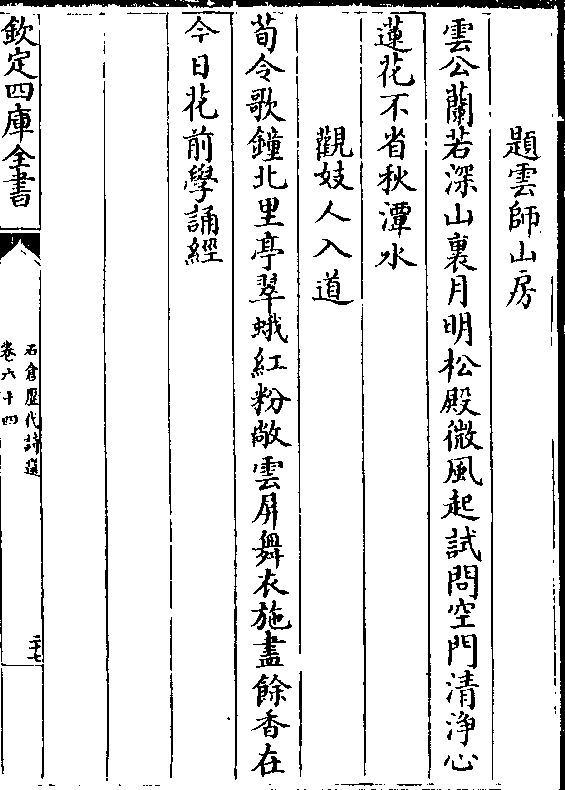 題雲師山房
雲公蘭若深山裏月明松殿微風起試問空門清淨心
蓮花不省秋潭水
觀妓人入道
荀令歌鐘北里亭翠蛾紅粉敞雲屏舞衣施盡餘香在
今日花前學誦經
欽定四庫全書
石倉歷代詩選
卷六十四
二十七